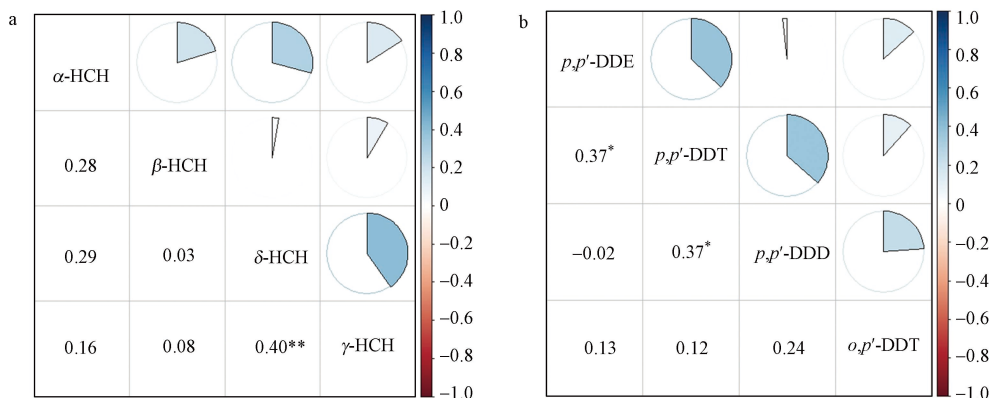 a
α-HCH
0.28 β-HCH
0.29 0.03 δ-HCH
0.16 0.08 0.40** γ-HCH
1.0
0.8
0.6
0.4
0.2
0
−0.2
−0.4
−0.6
−0.8
−1.0
b
p,p′-DDE
0.37* p,p′-DDT
−0.02 0.37* p,p′-DDD
0.13 0.12 0.24 o,p′-DDT
1.0
0.8
0.6
0.4
0.2
0
−0.2
−0.4
−0.6
−0.8
−1.0